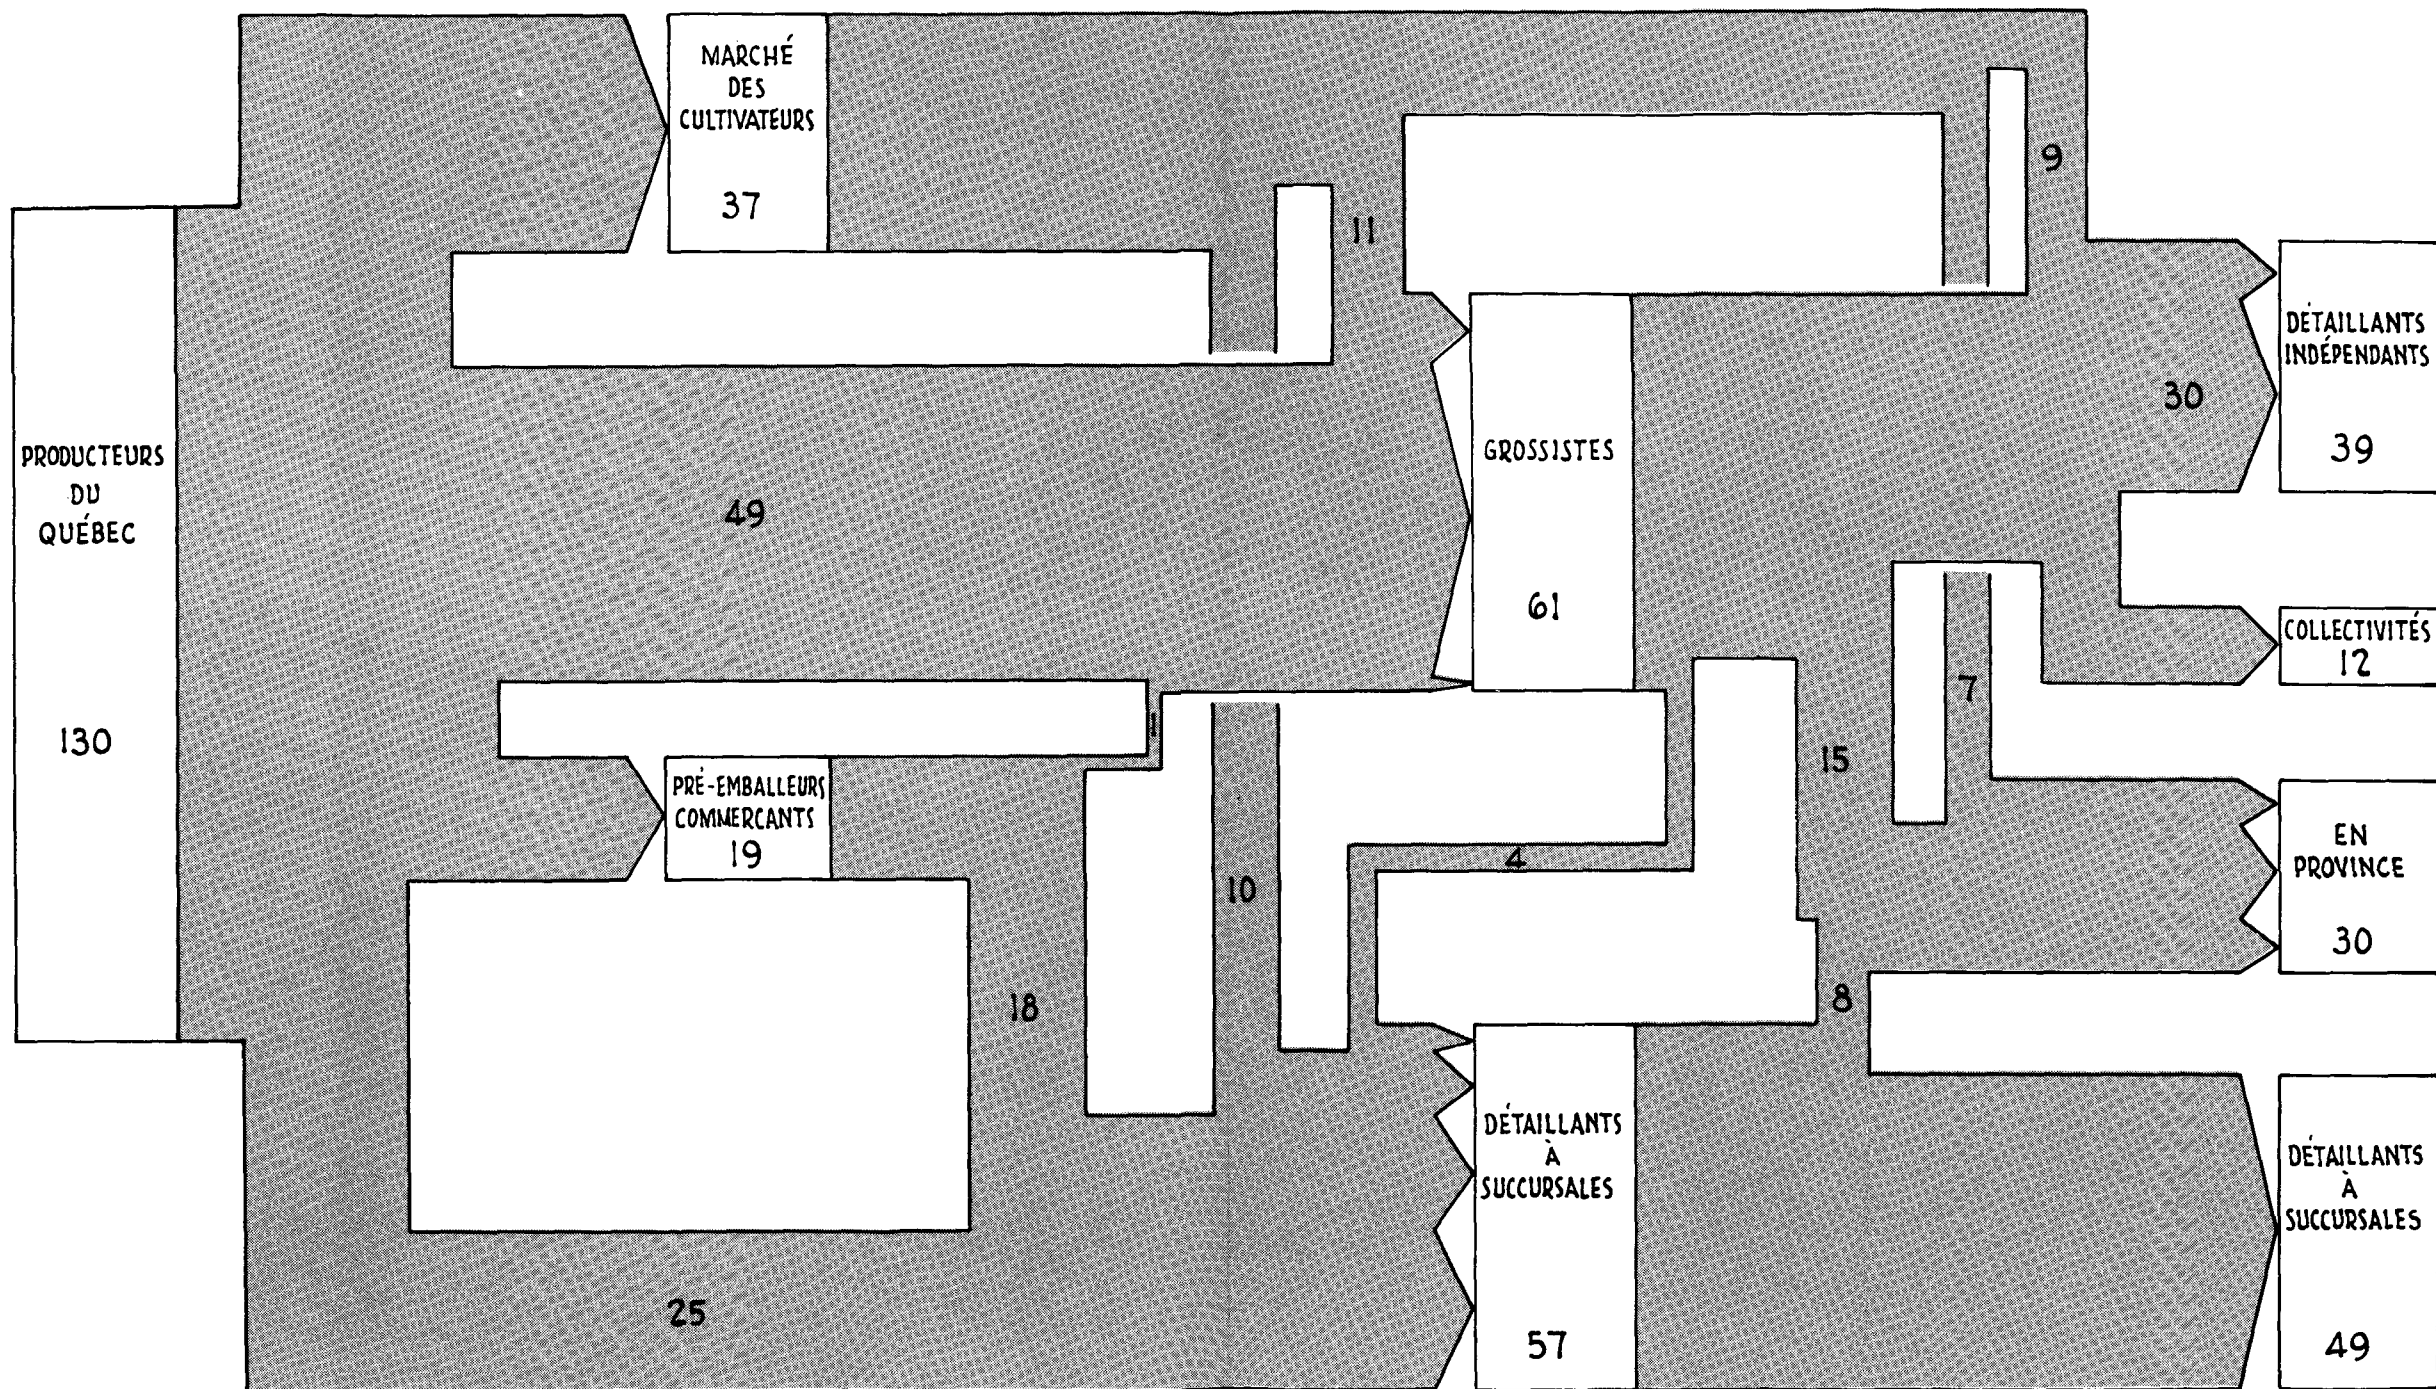 PRODUCTEURS
DU
QUÉBEC
130
MARCHÉ
DES
CULTIVATEURS
37
49
PRÉ-EMBALLEURS
COMMERCANTS
19
25
18
1
10
11
4
GROSSISTES
61
DÉTAILLANTS
À
SUCCURSALES
57
9
30
15
7
8
DÉTAILLANTS
INDÉPENDANTS
39
COLLECTIVITÉS
12
EN
PROVINCE
30
DÉTAILLANTS
À
SUCCURSALES
49